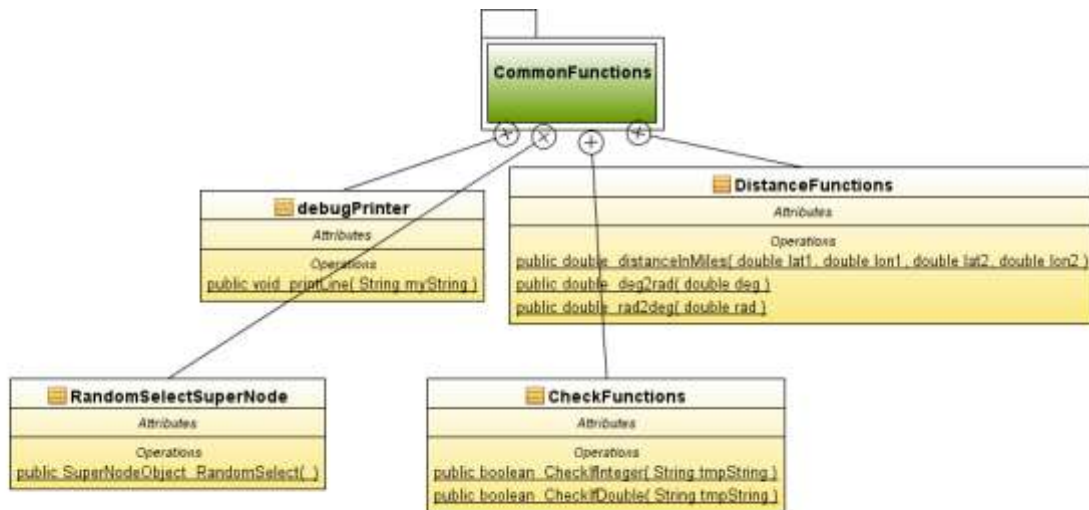 CommonFunctions
debugPrinter
Attributes
Operations
public void printLine( String myString )
DistanceFunctions
Attributes
Operations
public double distanceInMiles( double lat1, double lon1, double lat2, double lon2 )
public double deg2rad( double deg )
public double rad2deg( double rad )
RandomSelectSuperNode
Attributes
Operations
public SuperNodeObject RandomSelect( )
CheckFunctions
Attributes
Operations
public boolean CheckIfInteger( String tmpString )
public boolean CheckIfDouble( String tmpString )